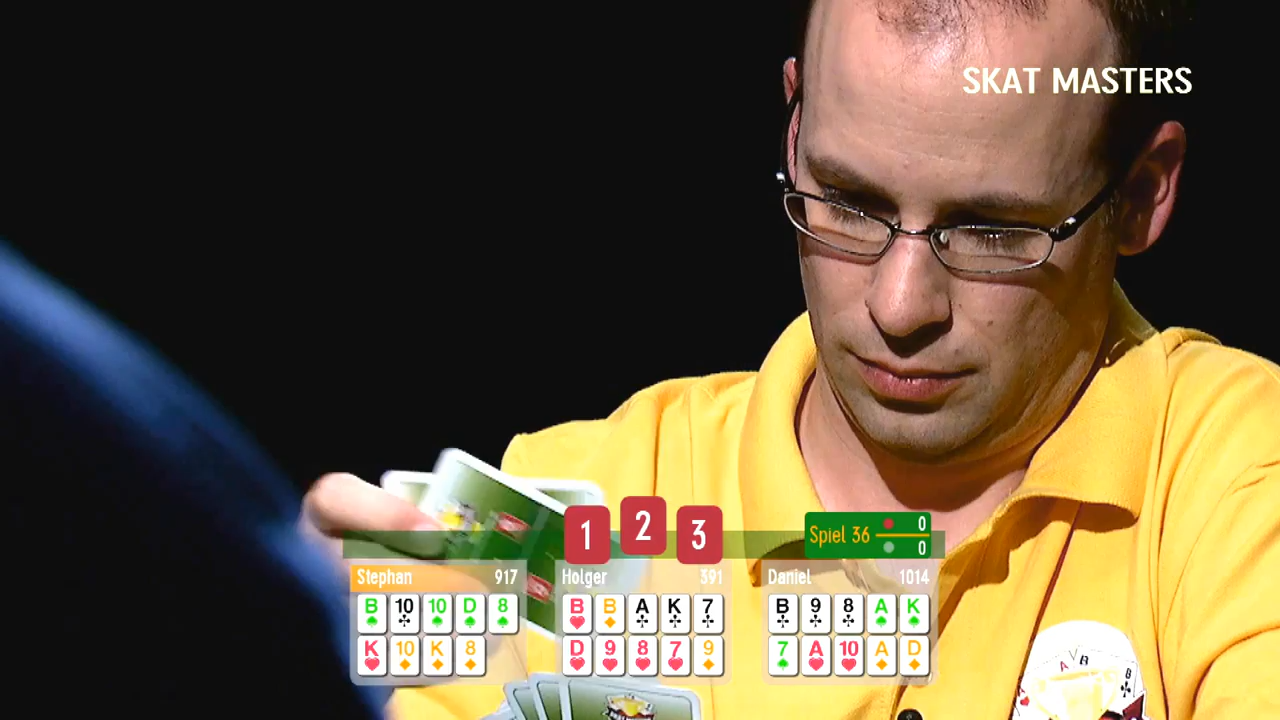 SKAT MASTERS
1 2 3
Spiel 36 0
0
Stephan 917
Holger 391
Daniel 1014
B 10 10 D 8
K 10 K 8
B B A K 7
D 9 8 7 9
B 9 8 A K
7 A 10 A D